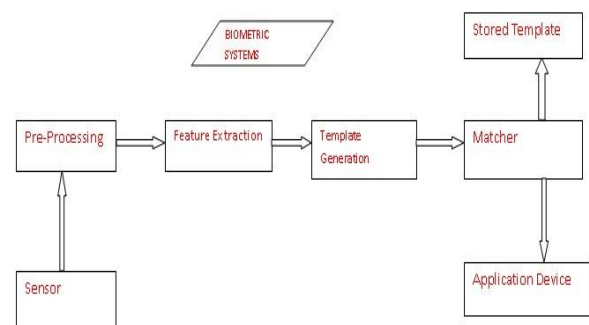 BIOMETRIC
SYSTEMS
Stored Template
Pre-Processing
Feature Extraction
Template
Generation
Matcher
Sensor
Application Device